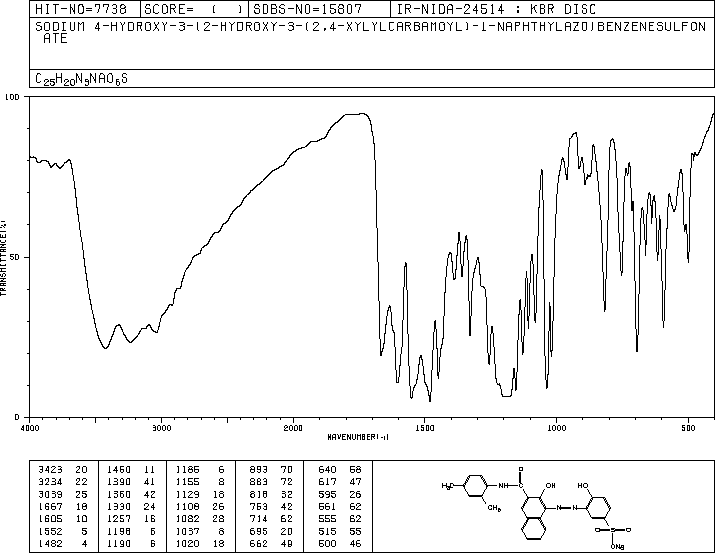 HIT-NO=7738 SCORE= ( ) SDBS-NO=15807 IR-NIDA-24514 : KBR DISC
SODIUM 4-HYDROXY-3-(2-HYDROXY-3-(2,4-XYLYLCARBAMOYL)-1-NAPHTHYLAZO)BENZENESULFON
ATE
C25H20N3NAO6S
100
50
0
TRANSMITTANCE(%)
4000 3000 2000 1500 1000 500
WAVENUMBER(-1)
3423 20 1450 11 1186 6 893 70 640 58
3234 22 1390 41 1155 8 883 72 617 47
3039 25 1360 42 1129 18 818 32 595 26
1667 18 1330 24 1108 26 753 42 561 62
1605 10 1257 16 1082 28 714 62 555 62
1552 5 1198 6 1037 8 695 20 515 55
1482 4 1190 6 1020 18 662 49 500 46
O
H3C NH C OH HO
CH3 N N
O S O
ONa